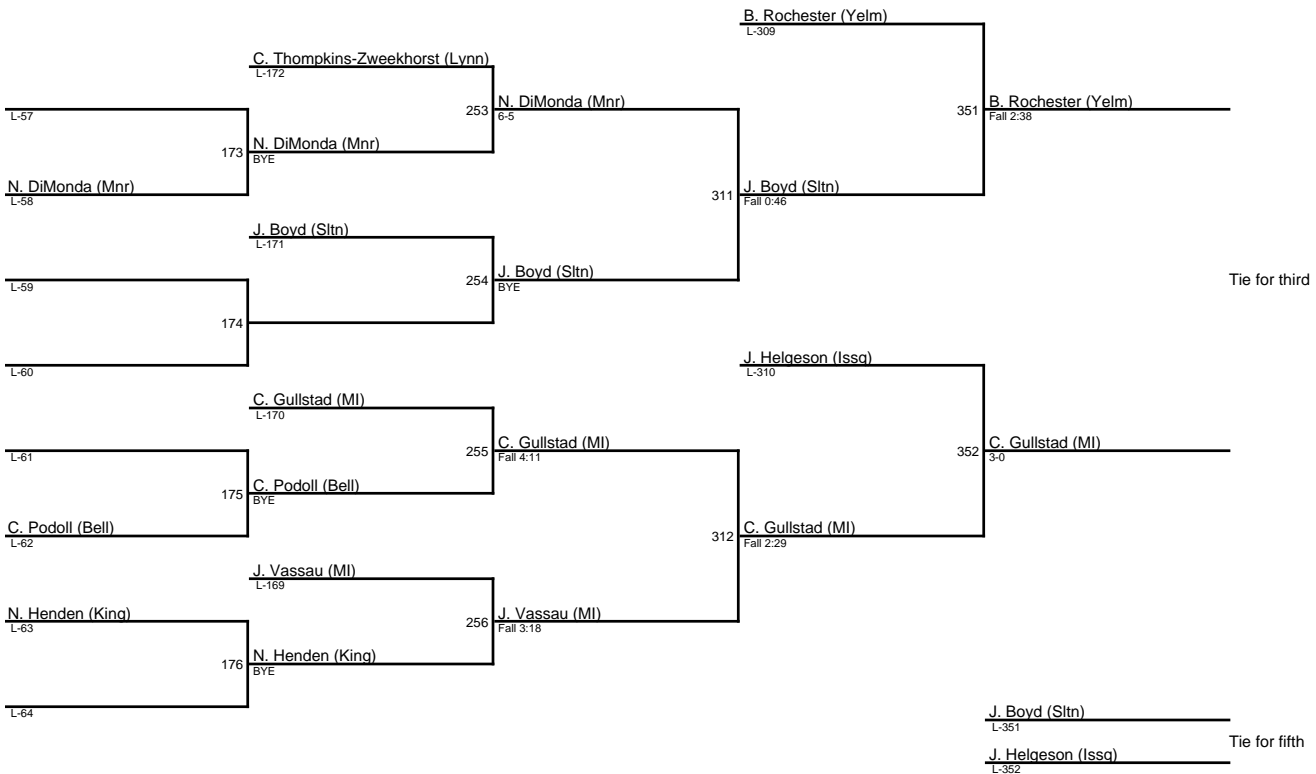 B. Rochester (Yelm)
L-309
C. Thompkins-Zweekhorst (Lynn)
L-172
253 N. DiMonda (Mnr)
6-5
351 B. Rochester (Yelm)
Fall 2:38
L-57
173 N. DiMonda (Mnr)
BYE
N. DiMonda (Mnr)
L-58
311 J. Boyd (Sltn)
Fall 0:46
J. Boyd (Sltn)
L-171
254 J. Boyd (Sltn)
BYE
L-59
Tie for third
174
L-60
J. Helgeson (Issq)
L-310
C. Gullstad (MI)
L-170
255 C. Gullstad (MI)
Fall 4:11
352 C. Gullstad (MI)
3-0
L-61
175 C. Podoll (Bell)
BYE
C. Podoll (Bell)
L-62
312 C. Gullstad (MI)
Fall 2:29
J. Vassau (MI)
L-169
N. Henden (King)
L-63
256 J. Vassau (MI)
Fall 3:18
176 N. Henden (King)
BYE
L-64
J. Boyd (Sltn)
L-351
Tie for fifth
J. Helgeson (Issq)
L-352